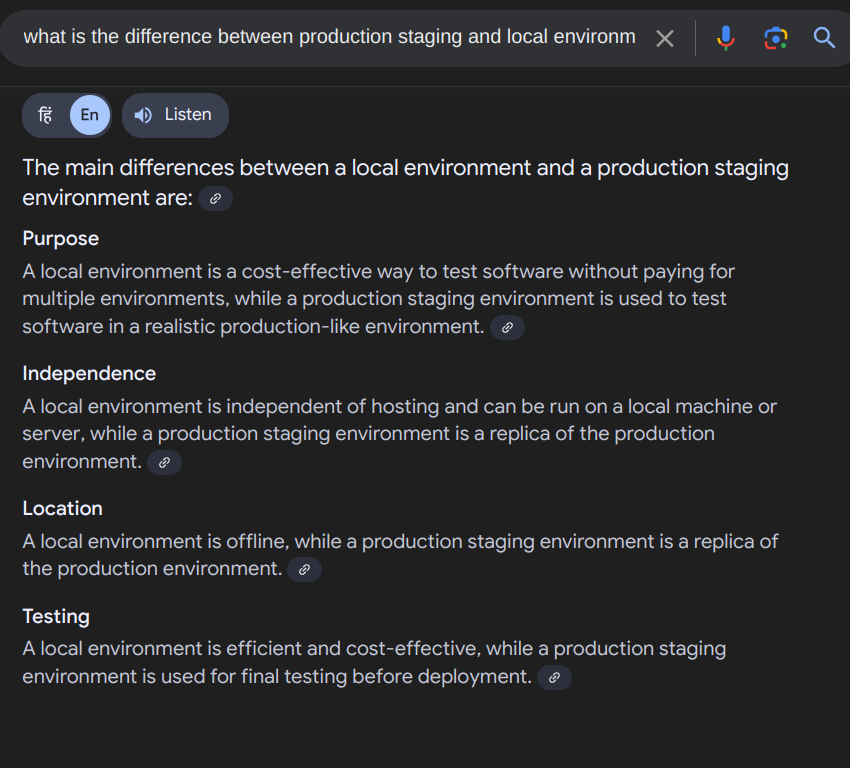 what is the difference between production staging and local environm
हिं En Listen
The main differences between a local environment and a production staging
environment are:
Purpose
A local environment is a cost-effective way to test software without paying for
multiple environments, while a production staging environment is used to test
software in a realistic production-like environment.
Independence
A local environment is independent of hosting and can be run on a local machine or
server, while a production staging environment is a replica of the production
environment.
Location
A local environment is offline, while a production staging environment is a replica of
the production environment.
Testing
A local environment is efficient and cost-effective, while a production staging
environment is used for final testing before deployment.